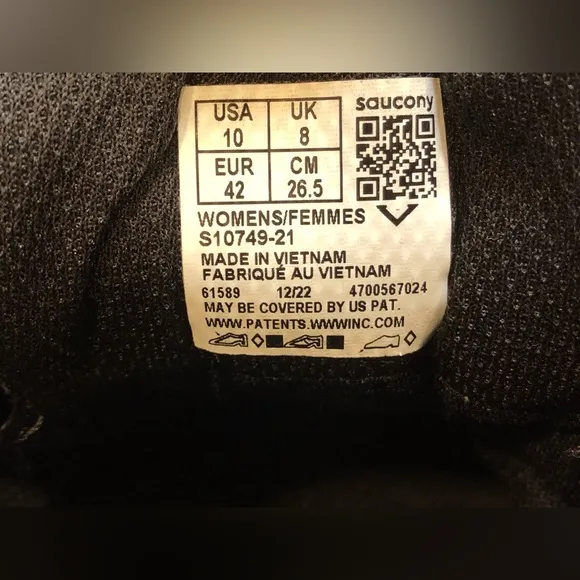 saucony
USA UK
10 8
EUR CM
42 26.5
WOMENS/FEMMES
S10749-21
MADE IN VIETNAM
FABRIQUÉ AU VIETNAM
61589 12/22 4700567024
MAY BE COVERED BY US PAT.
WWW.PATENTS.WWWINC.COM